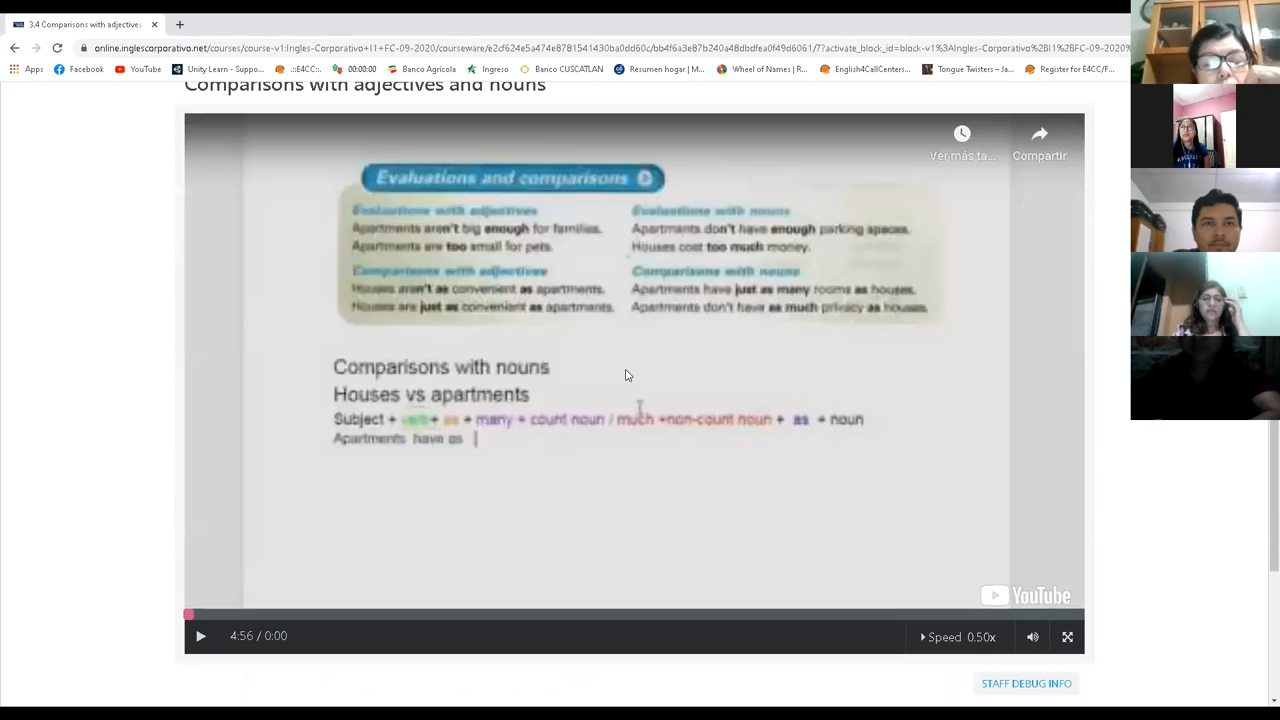 3.4 Comparisons with adjectives
online.inglescorporativo.net/courses/course-v1:Ingles-Corporativo+I1+FC-09-2020/courseware/e2cf624e5a474e8781541430ba0dd60c/bb4f6a3e87b240a48dbdfea0f49d6061/7?activate_block_id=block-v1%3AIngles-Corporativo%2BI1%2BFC-09-2020%
Apps Facebook YouTube Unity Learn - Suppo... ..::E4CC::. 00:00:00 Banco Agricola Ingreso Banco CUSCATLAN Resumen hogar | M... Wheel of Names | R... English4CallCenters... Tongue Twisters – Ja... Register for E4CC/F...
Comparisons with adjectives and nouns
Ver más ta... Compartir
Evaluations and comparisons
Evaluations with adjectives
Apartments aren't big enough for families.
Apartments are too small for pets.
Evaluations with nouns
Apartments don't have enough parking spaces.
Houses cost too much money.
Comparisons with adjectives
Houses aren't as convenient as apartments.
Houses are just as convenient as apartments.
Comparisons with nouns
Apartments have just as many rooms as houses.
Apartments don't have as much privacy as houses.
Comparisons with nouns
Houses vs apartments
Subject + verb + as + many + count noun / much +non-count noun + as + noun
Apartments have as
YouTube
4:56 / 0:00
Speed 0.50x
STAFF DEBUG INFO